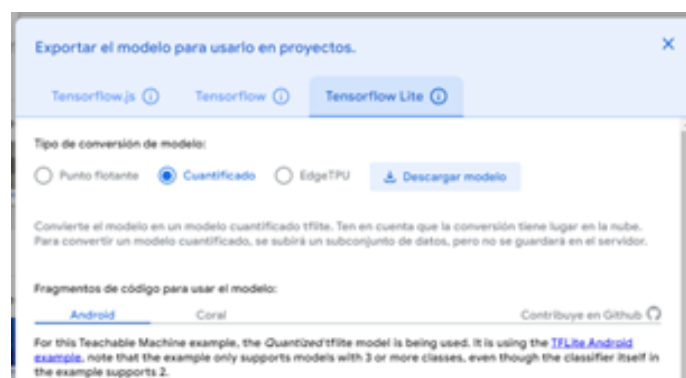 Exportar el modelo para usarlo en proyectos.
Tensorflow.js Tensorflow Tensorflow Lite
Tipo de conversión de modelo:
Punto flotante Cuantificado EdgeTPU Descargar modelo
Convierte el modelo en un modelo cuantificado tflite. Ten en cuenta que la conversión tiene lugar en la nube.
Para convertir un modelo cuantificado, se subirá un subconjunto de datos, pero no se guardará en el servidor.
Fragmentos de código para usar el modelo:
Android Coral Contribuye en Github
For this Teachable Machine example, the Quantized tflite model is being used. It is using the TFLite Android
example, note that the example only supports models with 3 or more classes, even though the classifier itself in
the example supports 2.